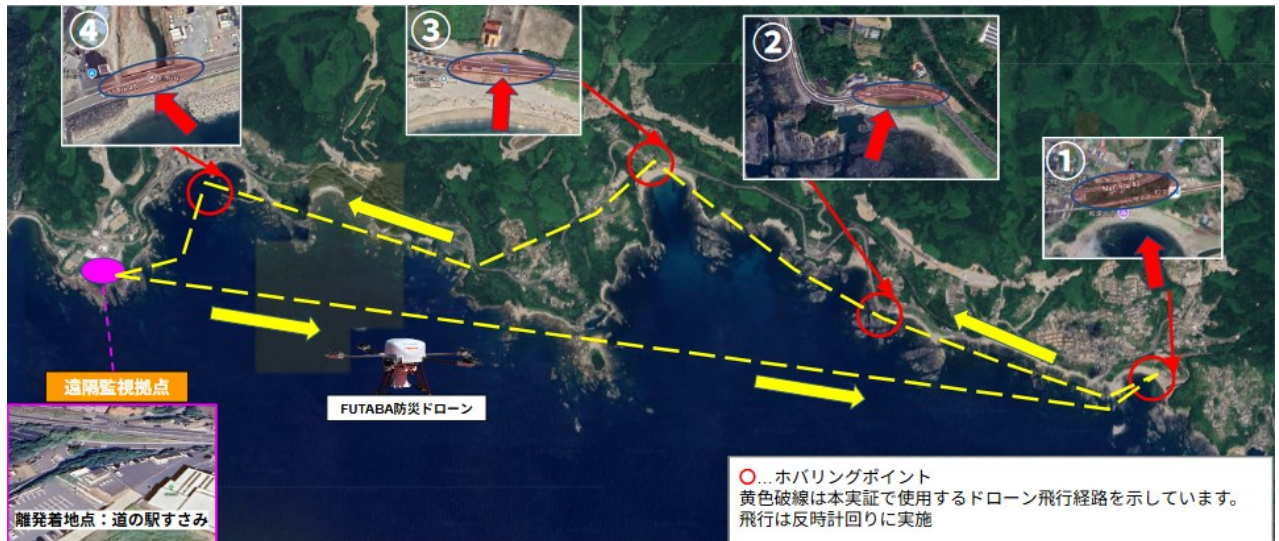 ④
③
②
①
遠隔監視拠点
FUTABA防災ドローン
離発着地点：道の駅すさみ
○…ホバリングポイント
黄色破線は本実証で使用するドローン飛行経路を示しています。
飛行は反時計回りに実施